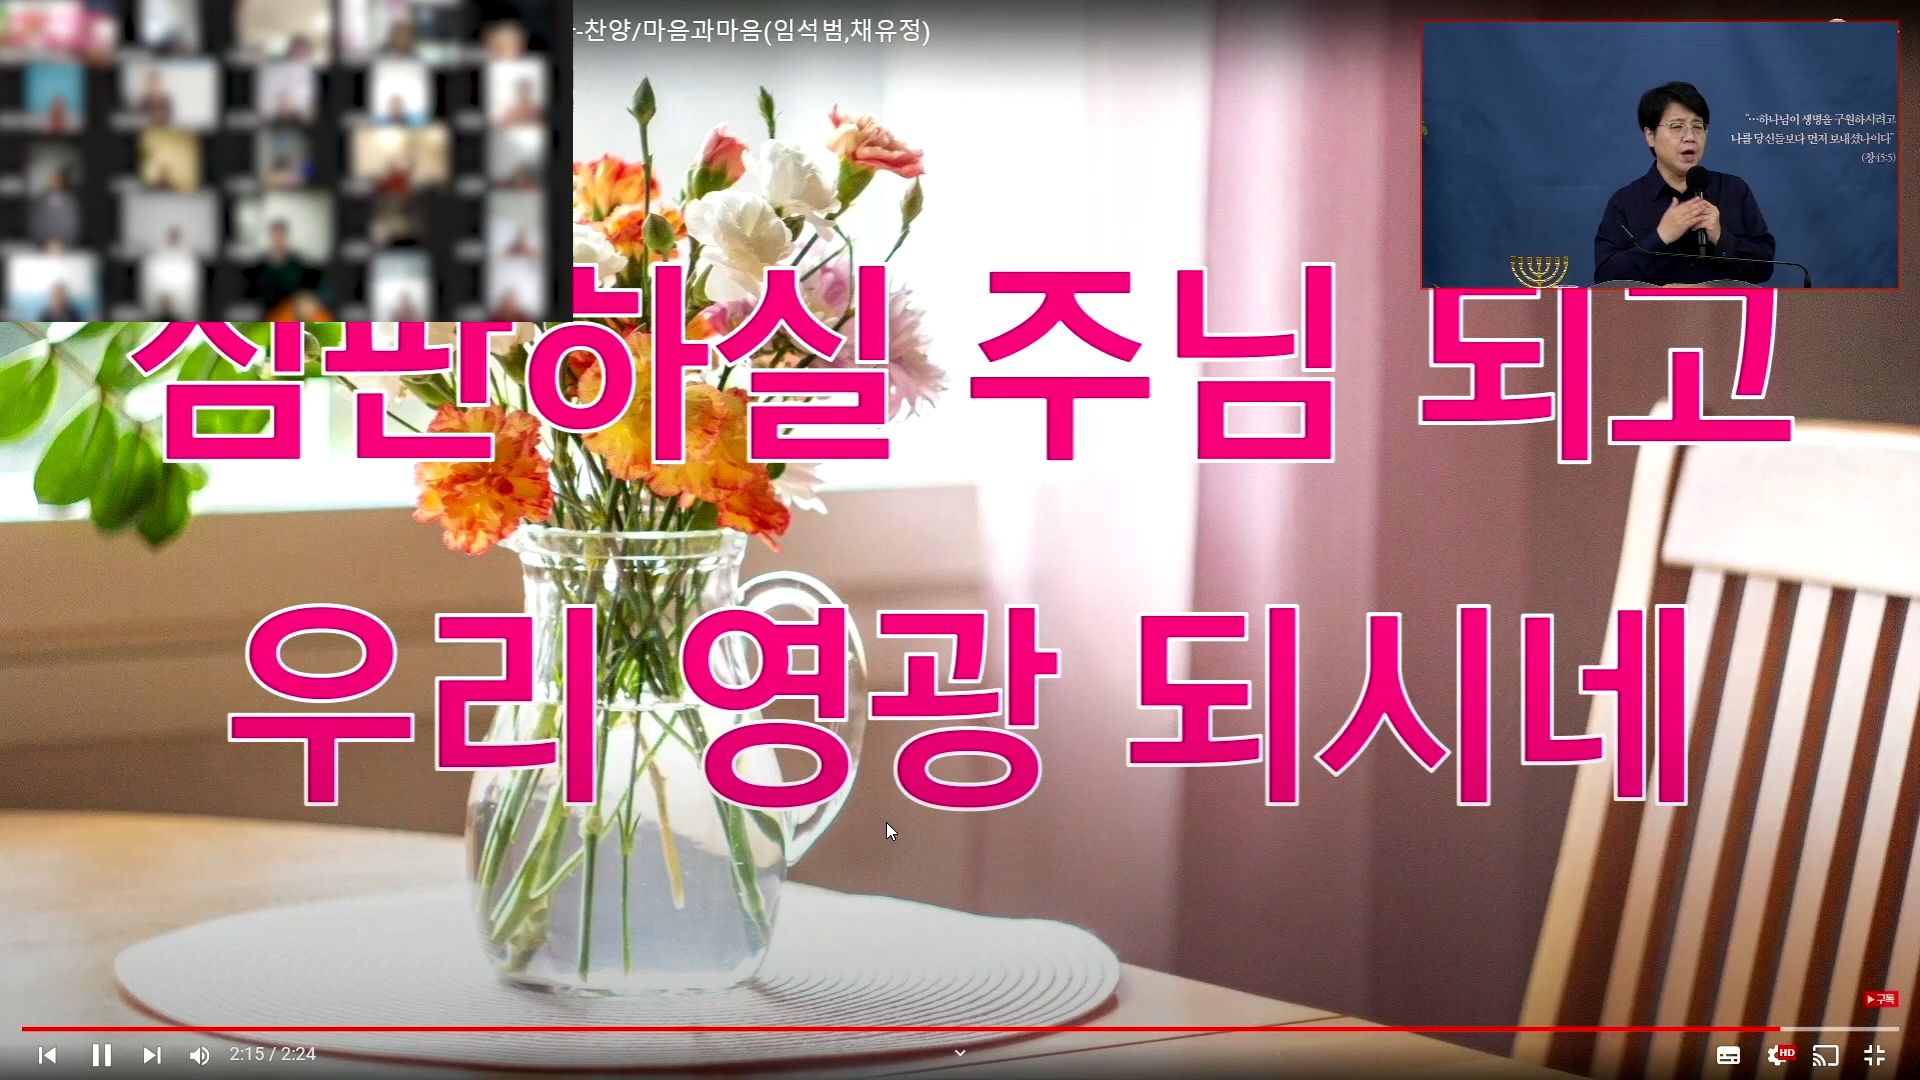 -찬양/마음과마음(임석범,채유정)
“…하나님이 생명을 구원하시려고
나를 당신들보다 먼저 보내셨나이다”
(창45:5)
심판하실 주님 되고
우리 영광 되시네
구독
2:15 / 2:24
HD